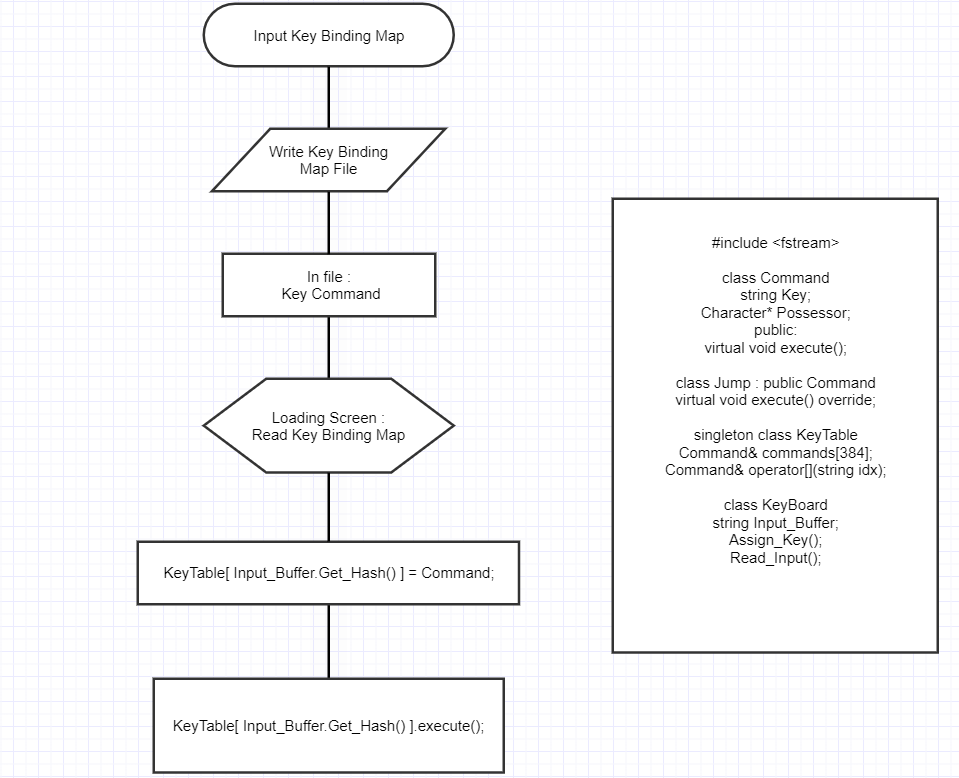 Input Key Binding Map
Write Key Binding
Map File
In file :
Key Command
Loading Screen :
Read Key Binding Map
KeyTable[ Input_Buffer.Get_Hash() ] = Command;
KeyTable[ Input_Buffer.Get_Hash() ].execute();
#include <fstream>
class Command
string Key;
Character* Possessor;
public:
virtual void execute();
class Jump : public Command
virtual void execute() override;
singleton class KeyTable
Command& commands[384];
Command& operator[](string idx);
class KeyBoard
string Input_Buffer;
Assign_Key();
Read_Input();